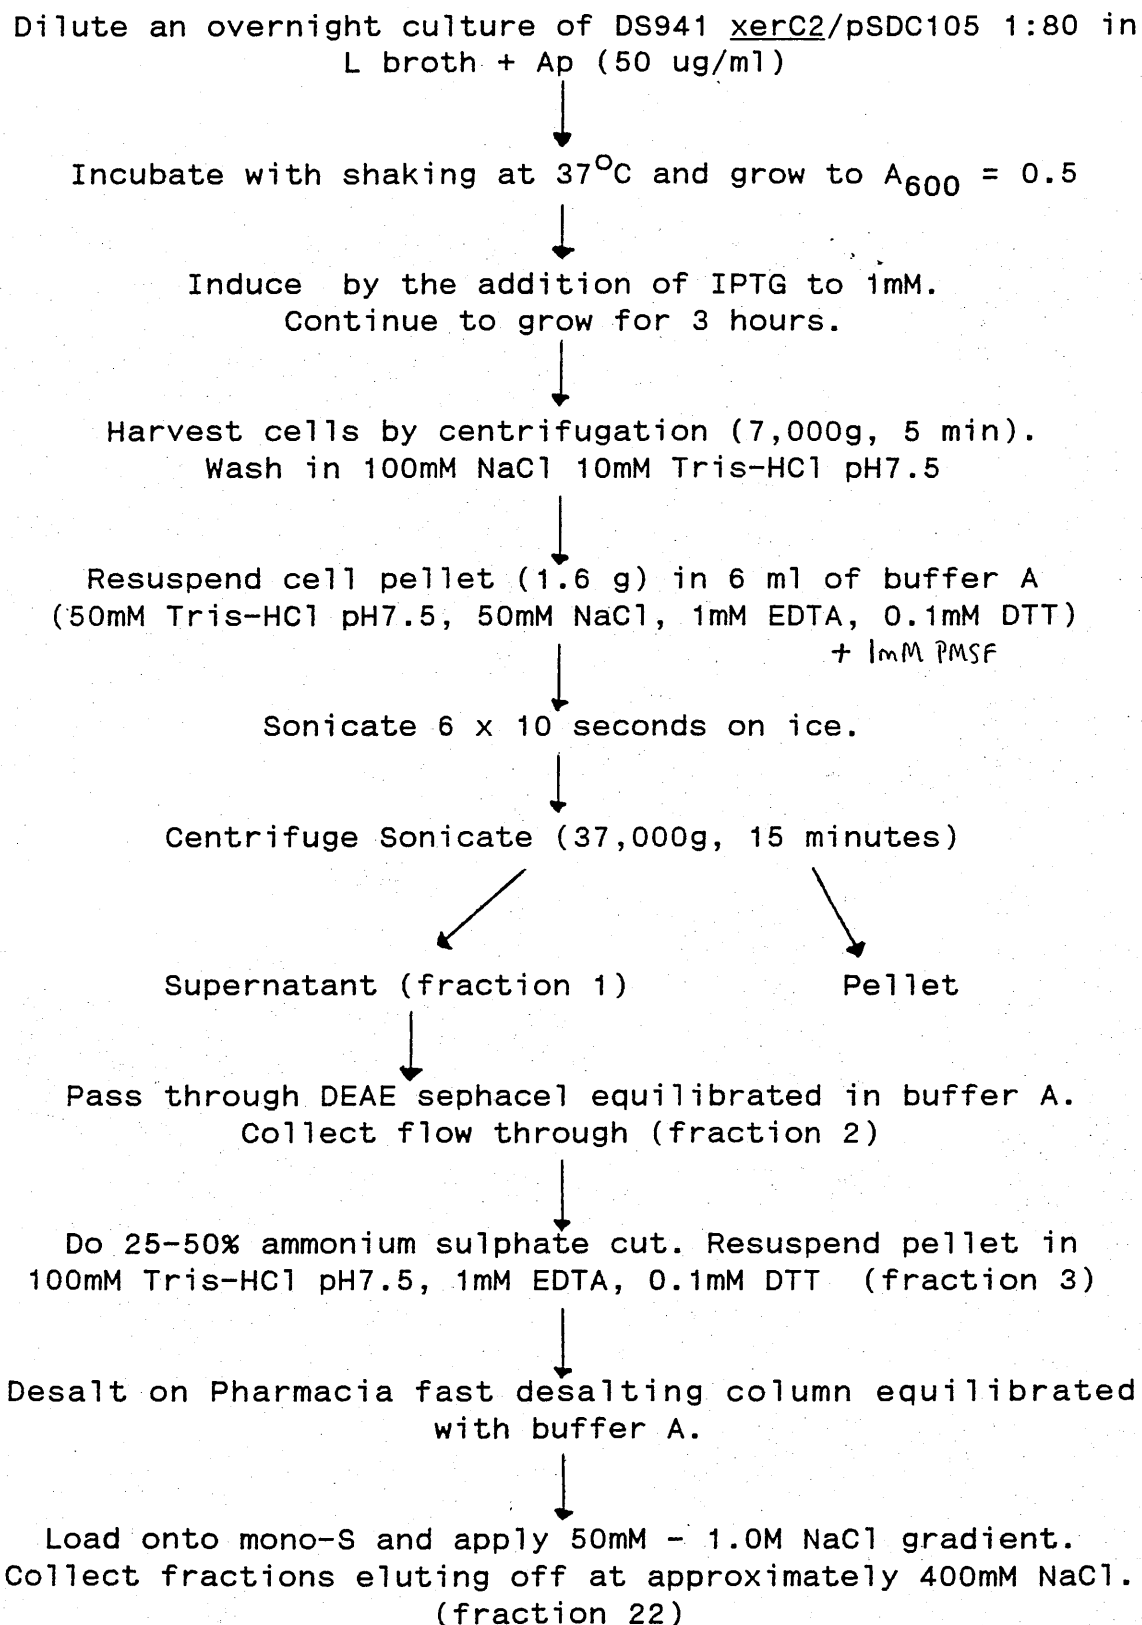 Dilute an overnight culture of DS941 xerC2/pSDC105 1:80 in
L broth + Ap (50 ug/ml)
Incubate with shaking at 37°C and grow to A600 = 0.5
Induce by the addition of IPTG to 1mM.
Continue to grow for 3 hours.
Harvest cells by centrifugation (7,000g, 5 min).
Wash in 100mM NaCl 10mM Tris-HCl pH7.5
Resuspend cell pellet (1.6 g) in 6 ml of buffer A
(50mM Tris-HCl pH7.5, 50mM NaCl, 1mM EDTA, 0.1mM DTT)
+ 1mM PMSF
Sonicate 6 x 10 seconds on ice.
Centrifuge Sonicate (37,000g, 15 minutes)
Supernatant (fraction 1) Pellet
Pass through DEAE sephacel equilibrated in buffer A.
Collect flow through (fraction 2)
Do 25-50% ammonium sulphate cut. Resuspend pellet in
100mM Tris-HCl pH7.5, 1mM EDTA, 0.1mM DTT (fraction 3)
Desalt on Pharmacia fast desalting column equilibrated
with buffer A.
Load onto mono-S and apply 50mM - 1.0M NaCl gradient.
Collect fractions eluting off at approximately 400mM NaCl.
(fraction 22)